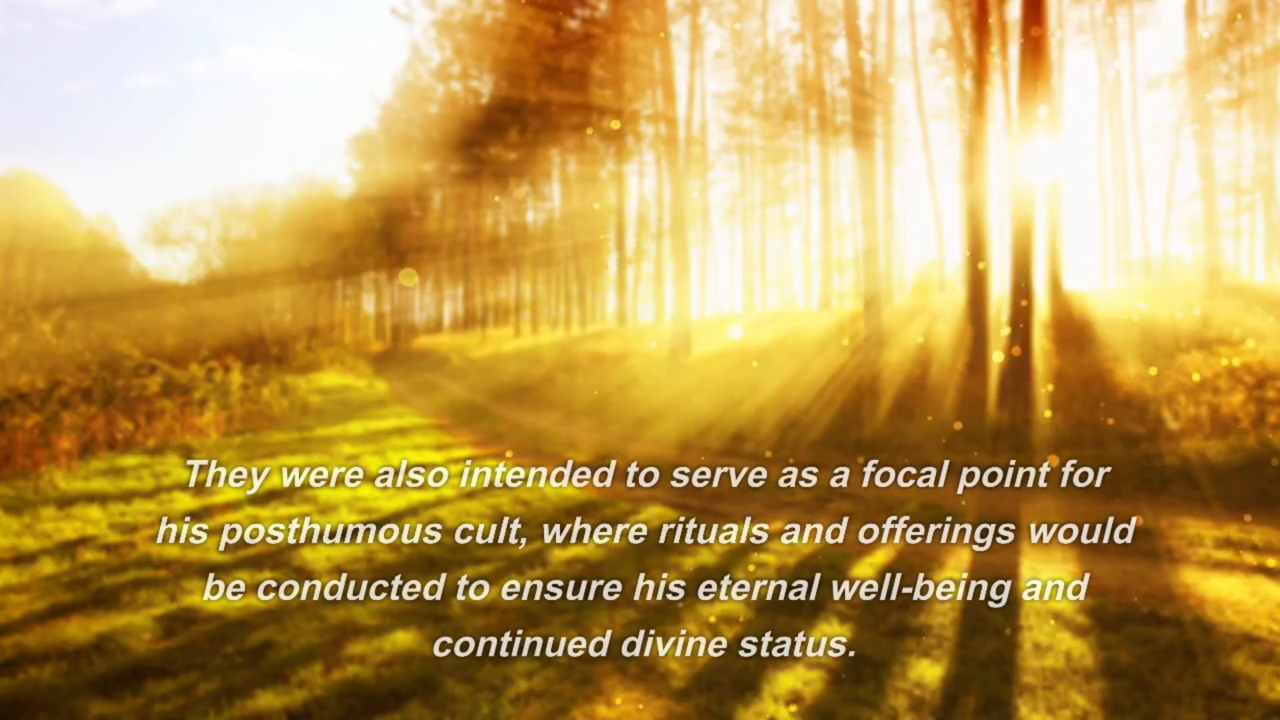 They were also intended to serve as a focal point for
his posthumous cult, where rituals and offerings would
be conducted to ensure his eternal well-being and
continued divine status.